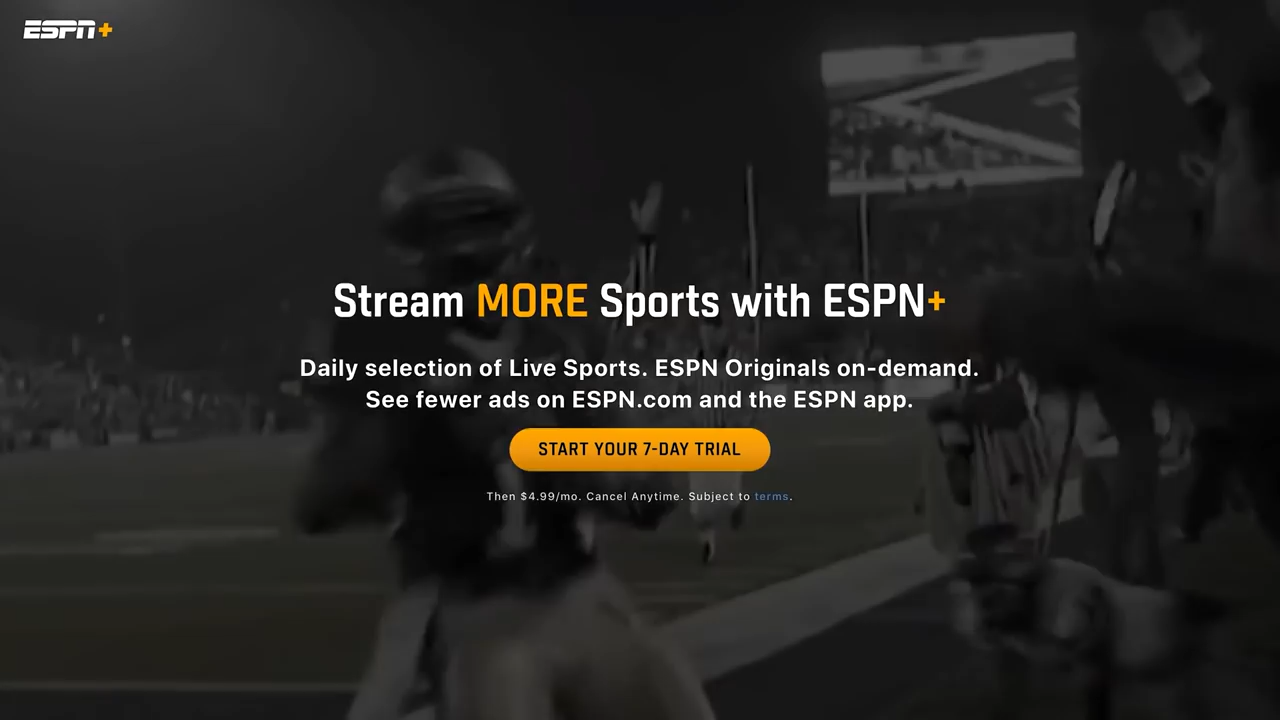 ESPN+
Stream MORE Sports with ESPN+
Daily selection of Live Sports. ESPN Originals on-demand.
See fewer ads on ESPN.com and the ESPN app.
START YOUR 7-DAY TRIAL
Then $4.99/mo. Cancel Anytime. Subject to terms.